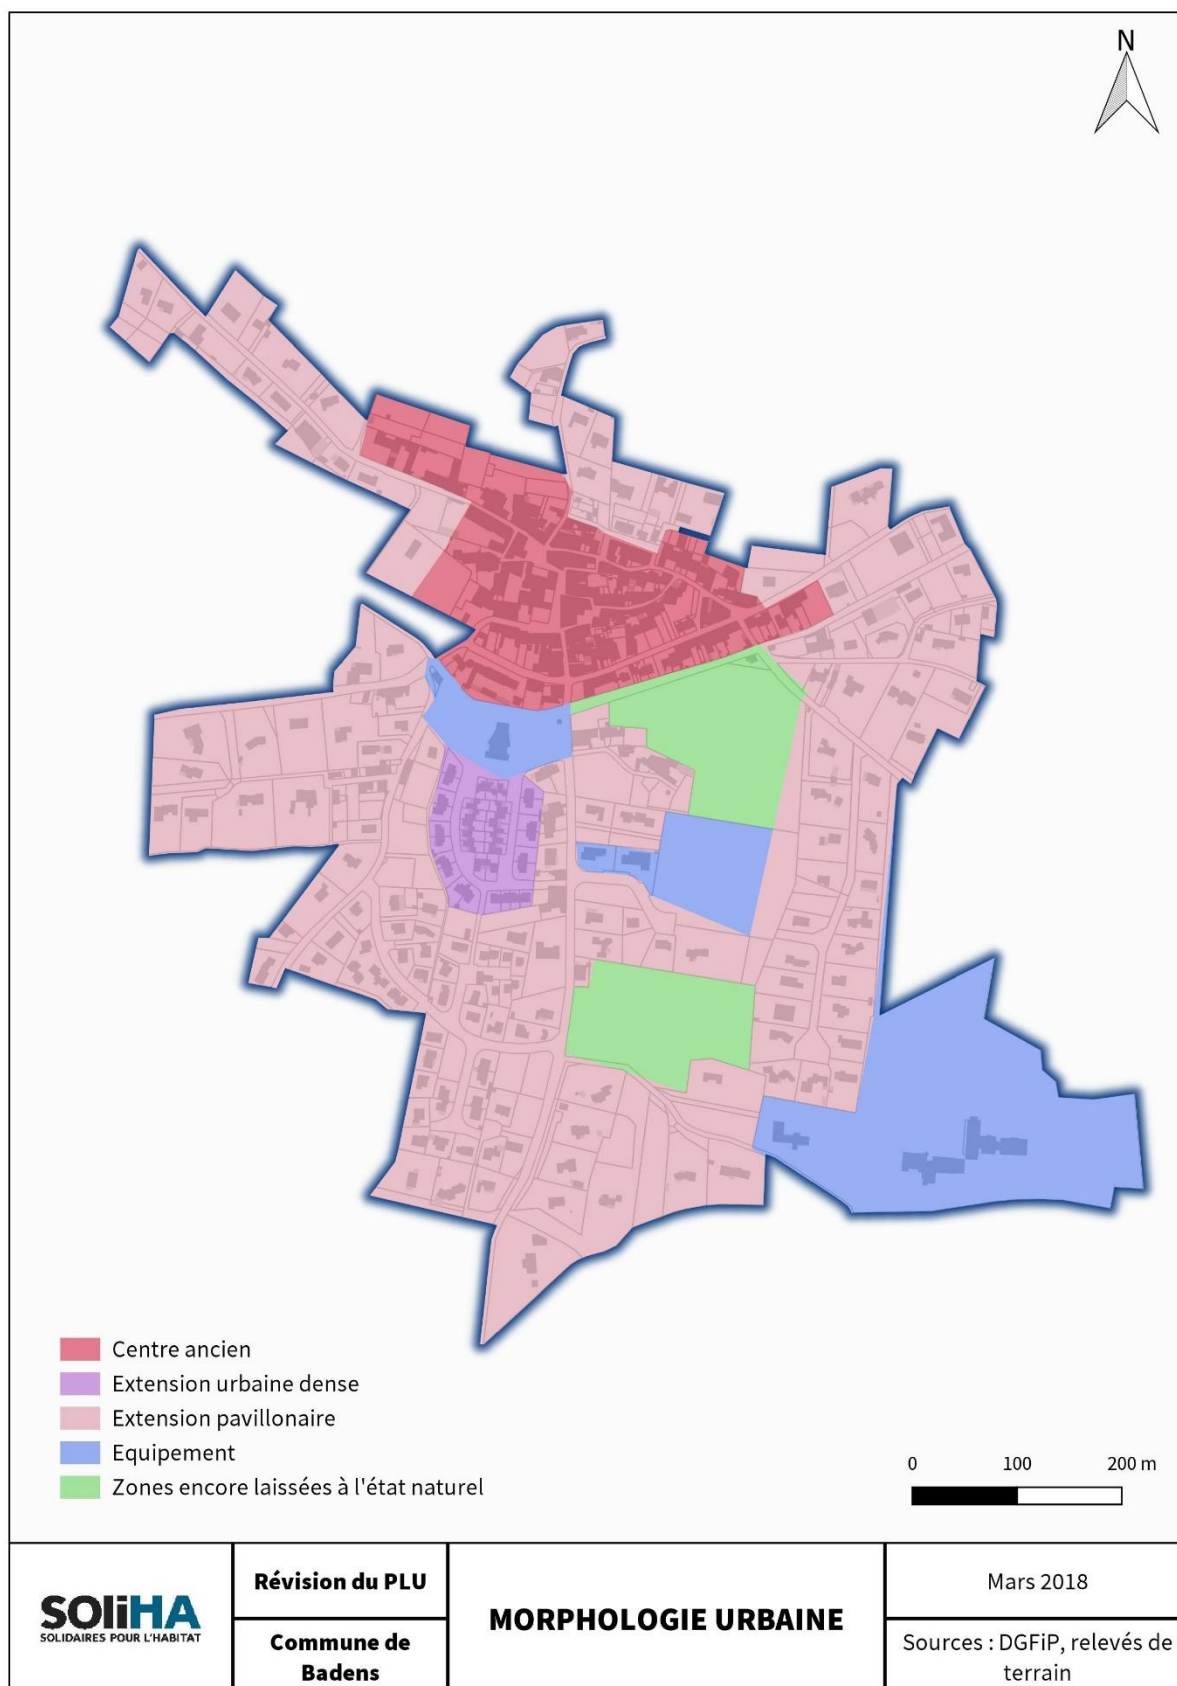 N
Centre ancien
Extension urbaine dense
Extension pavillonaire
Equipement
Zones encore laissées à l'état naturel
0 100 200 m
SOliHA
SOLIDAIRES POUR L'HABITAT
Révision du PLU
Commune de
Badens
MORPHOLOGIE URBAINE
Mars 2018
Sources : DGFiP, relevés de
terrain